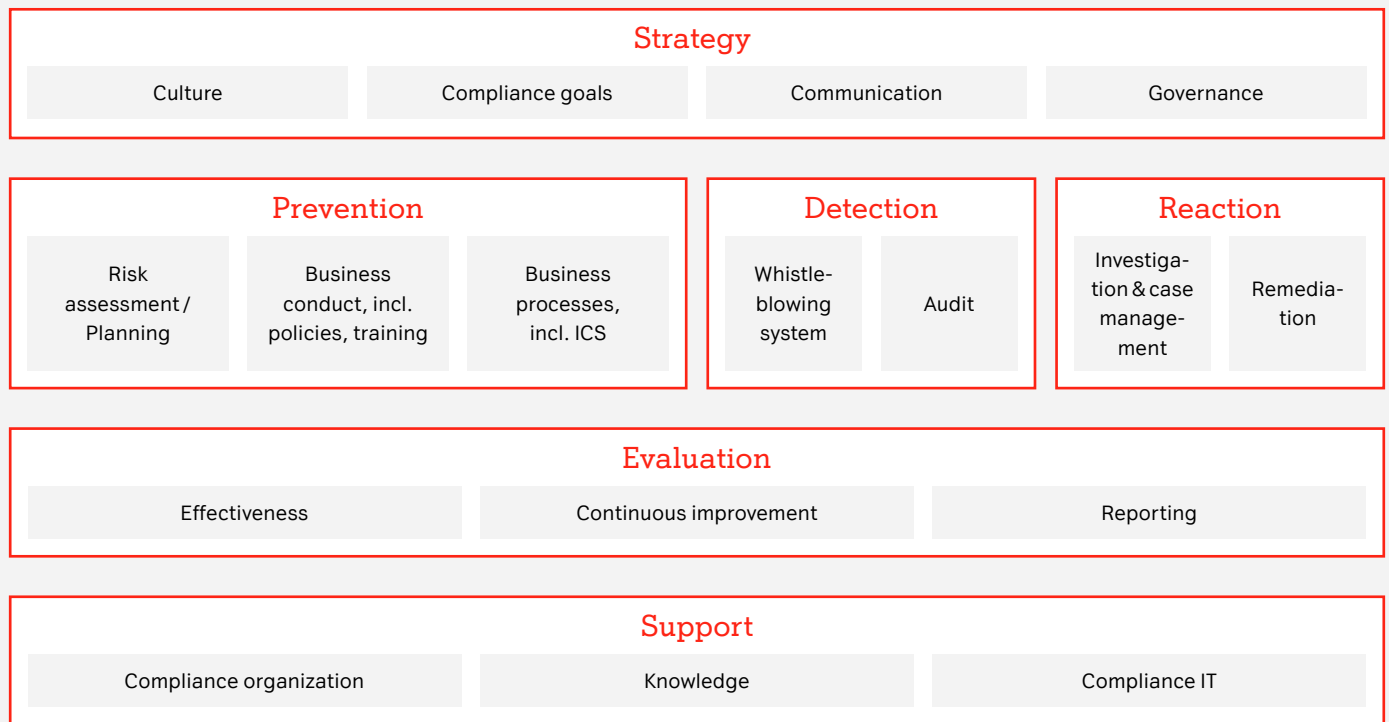 Strategy
Culture
Compliance goals
Communication
Governance
Prevention
Risk
assessment / 
Planning
Business
conduct, incl.
policies, training
Business
processes,
incl. ICS
Detection
Whistle-
blowing
system
Audit
Reaction
Investiga-
tion & case
manage-
ment
Remedia-
tion
Evaluation
Effectiveness
Continuous improvement
Reporting
Support
Compliance organization
Knowledge
Compliance IT